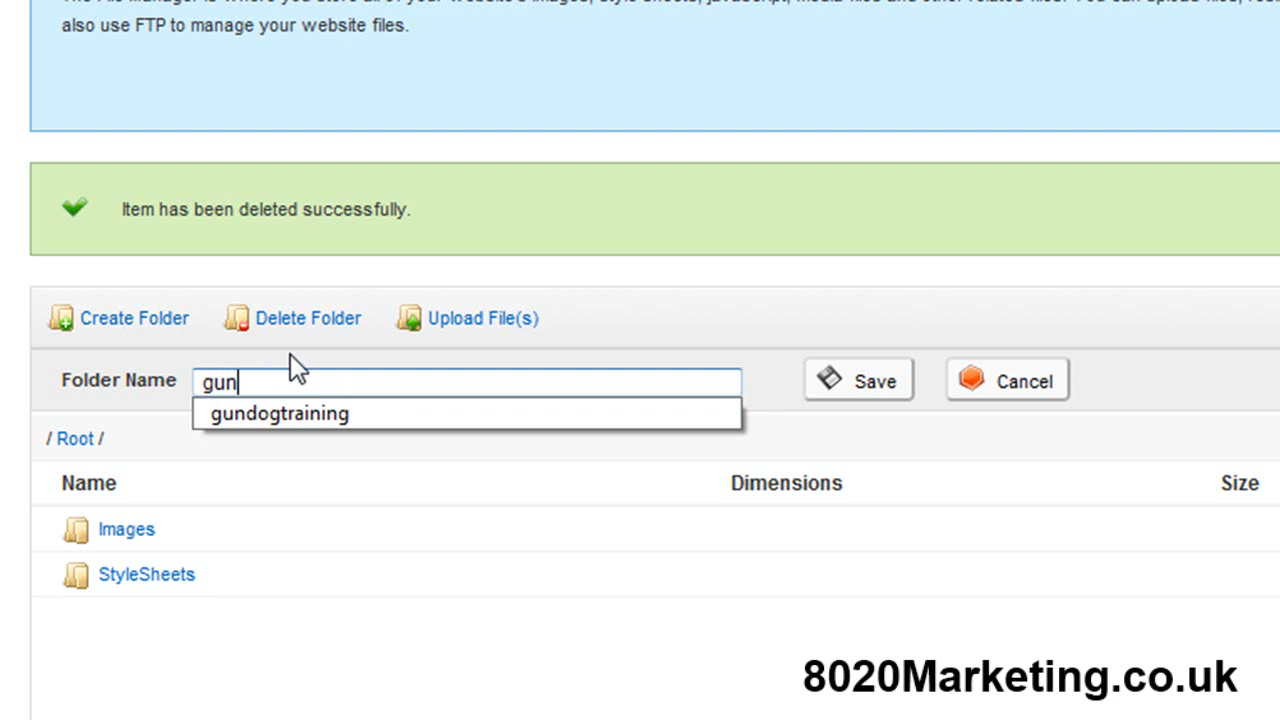 also use FTP to manage your website files.
Item has been deleted successfully.
Create Folder Delete Folder Upload File(s)
Folder Name gun Save Cancel
gundogtraining
/ Root /
Name Dimensions Size
Images
StyleSheets
8020Marketing.co.uk